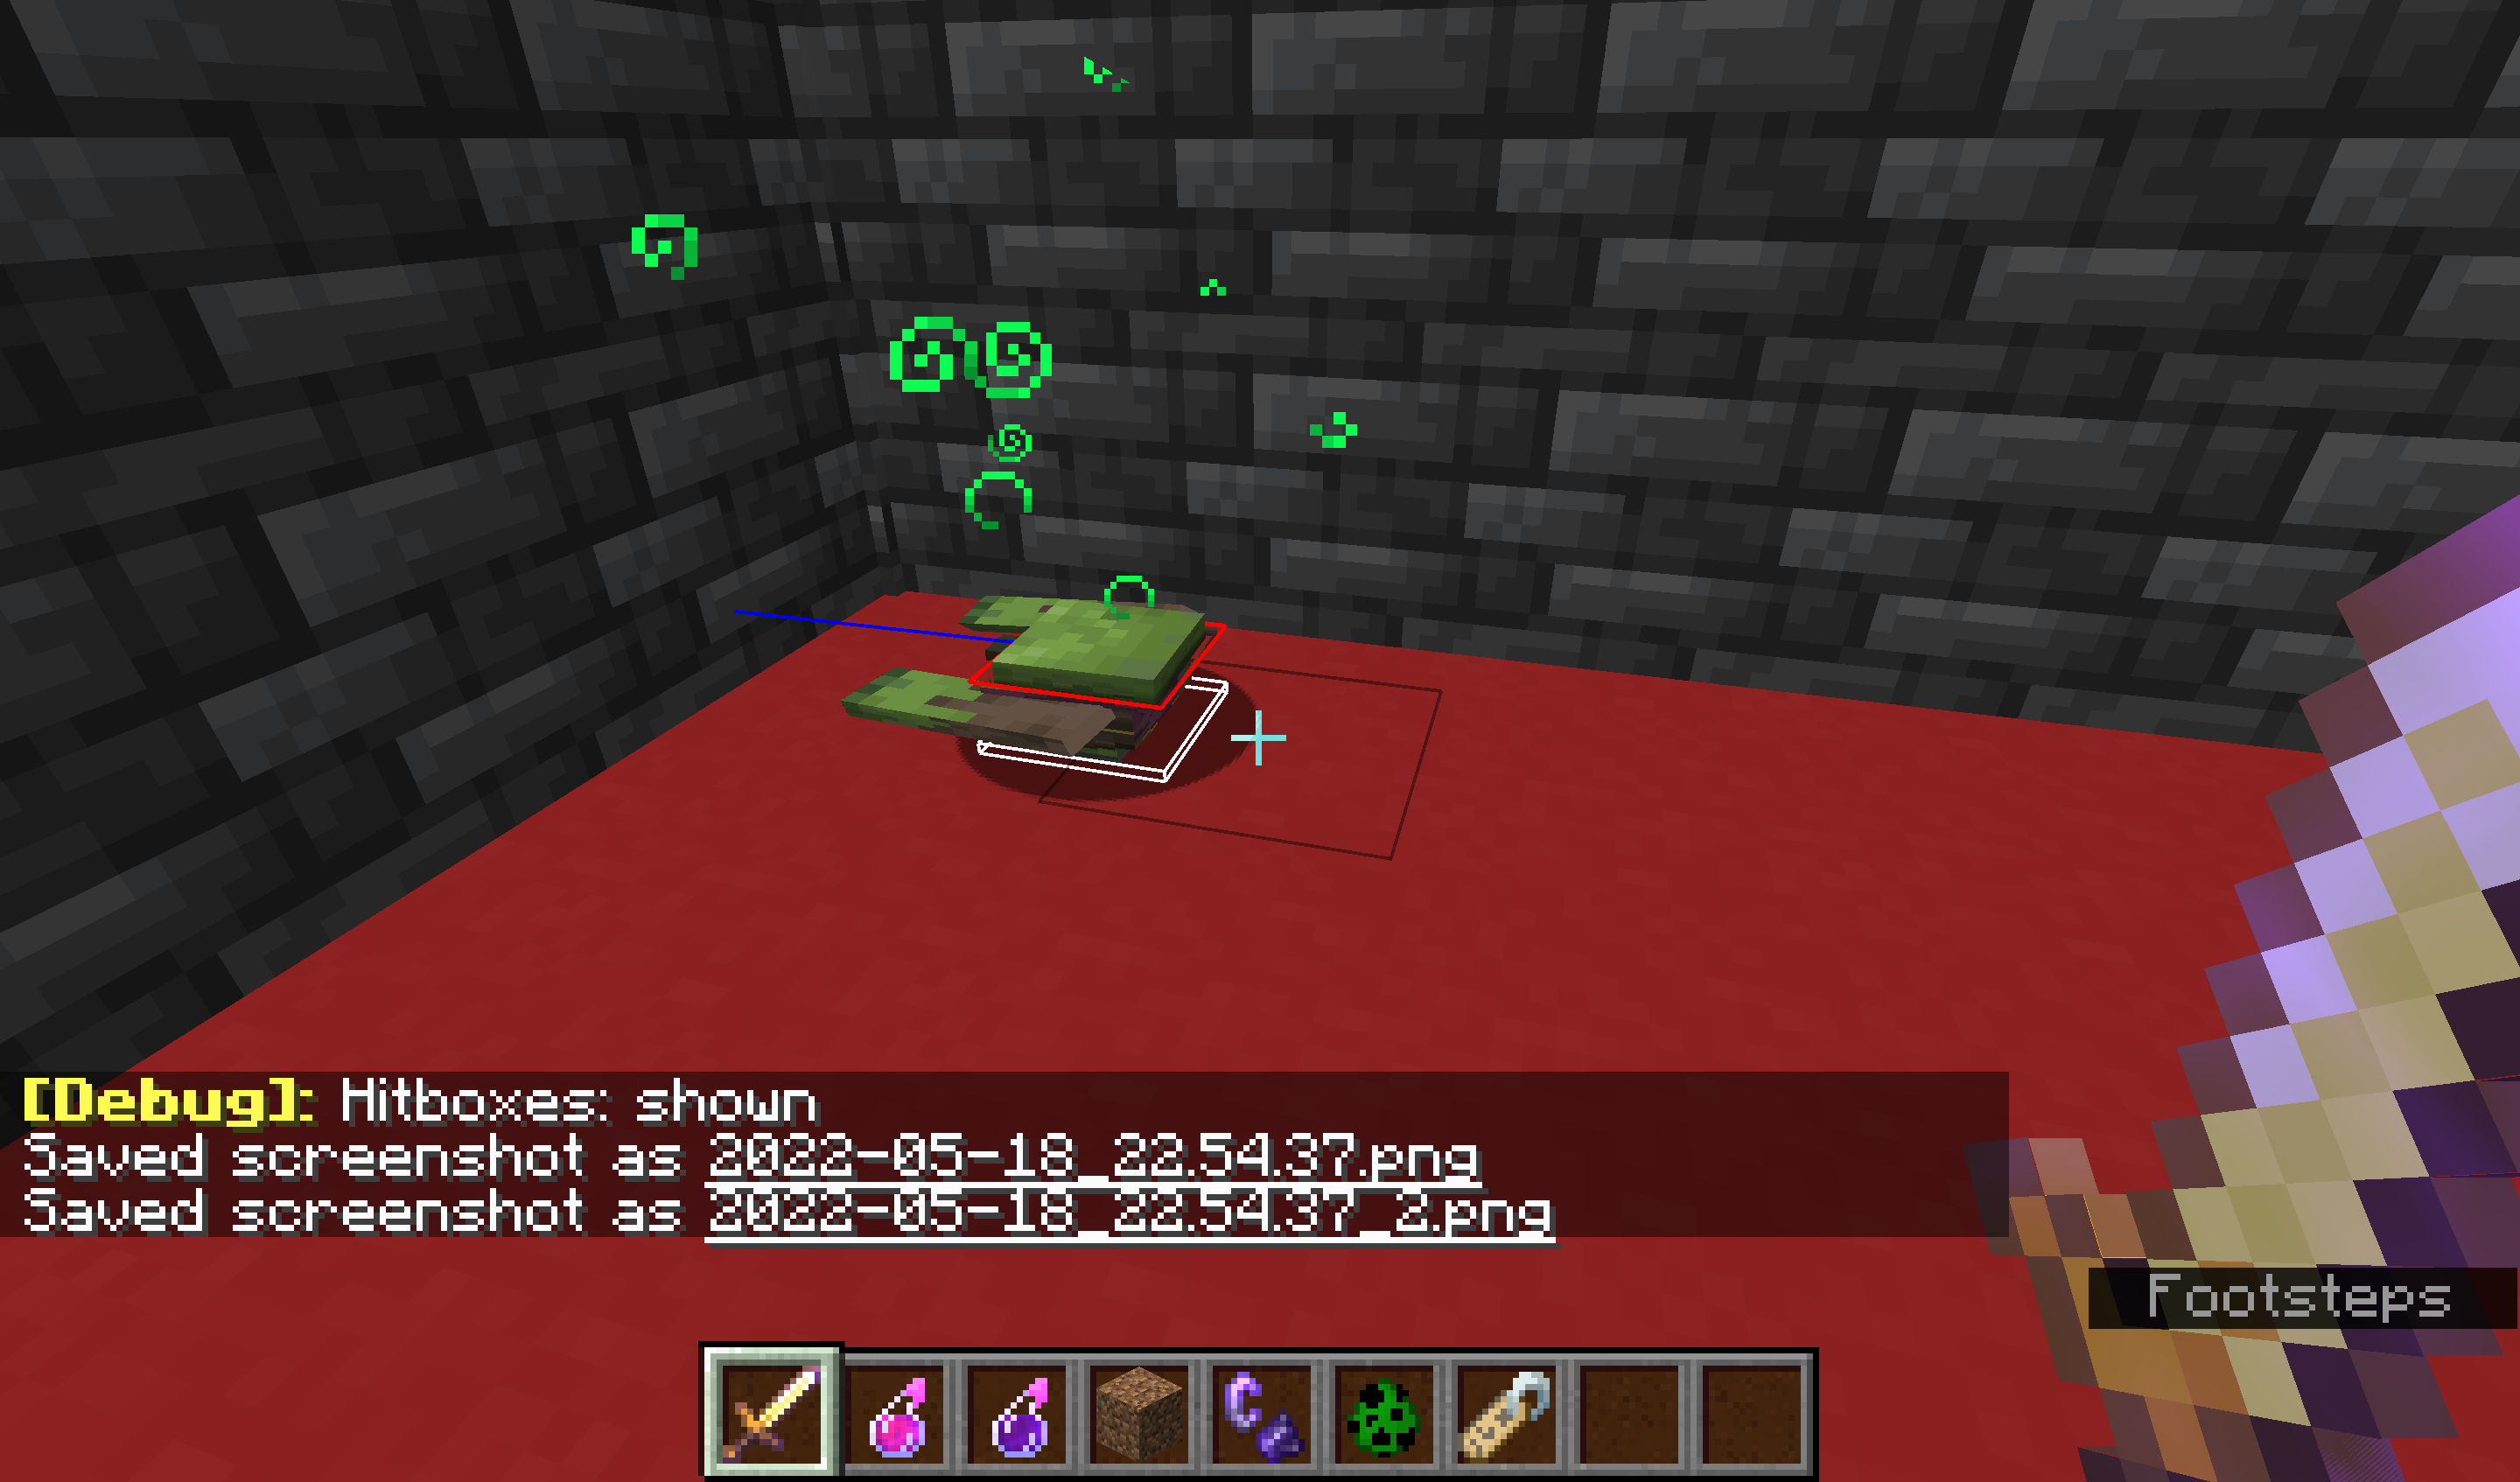 [Debug]: Hitboxes: shown
Saved screenshot as 2022-05-18_22.54.37.png
Saved screenshot as 2022-05-18_22.54.37_2.png
Footsteps